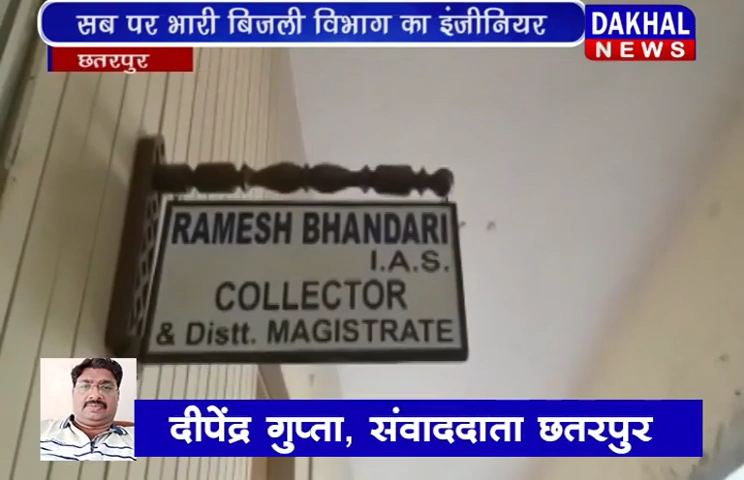 सब पर भारी बिजली विभाग का इंजीनियर
DAKHAL
NEWS
छतरपुर
RAMESH BHANDARI
I.A.S.
COLLECTOR
& Distt. MAGISTRATE
दीपेंद्र गुप्ता, संवाददाता छतरपुर